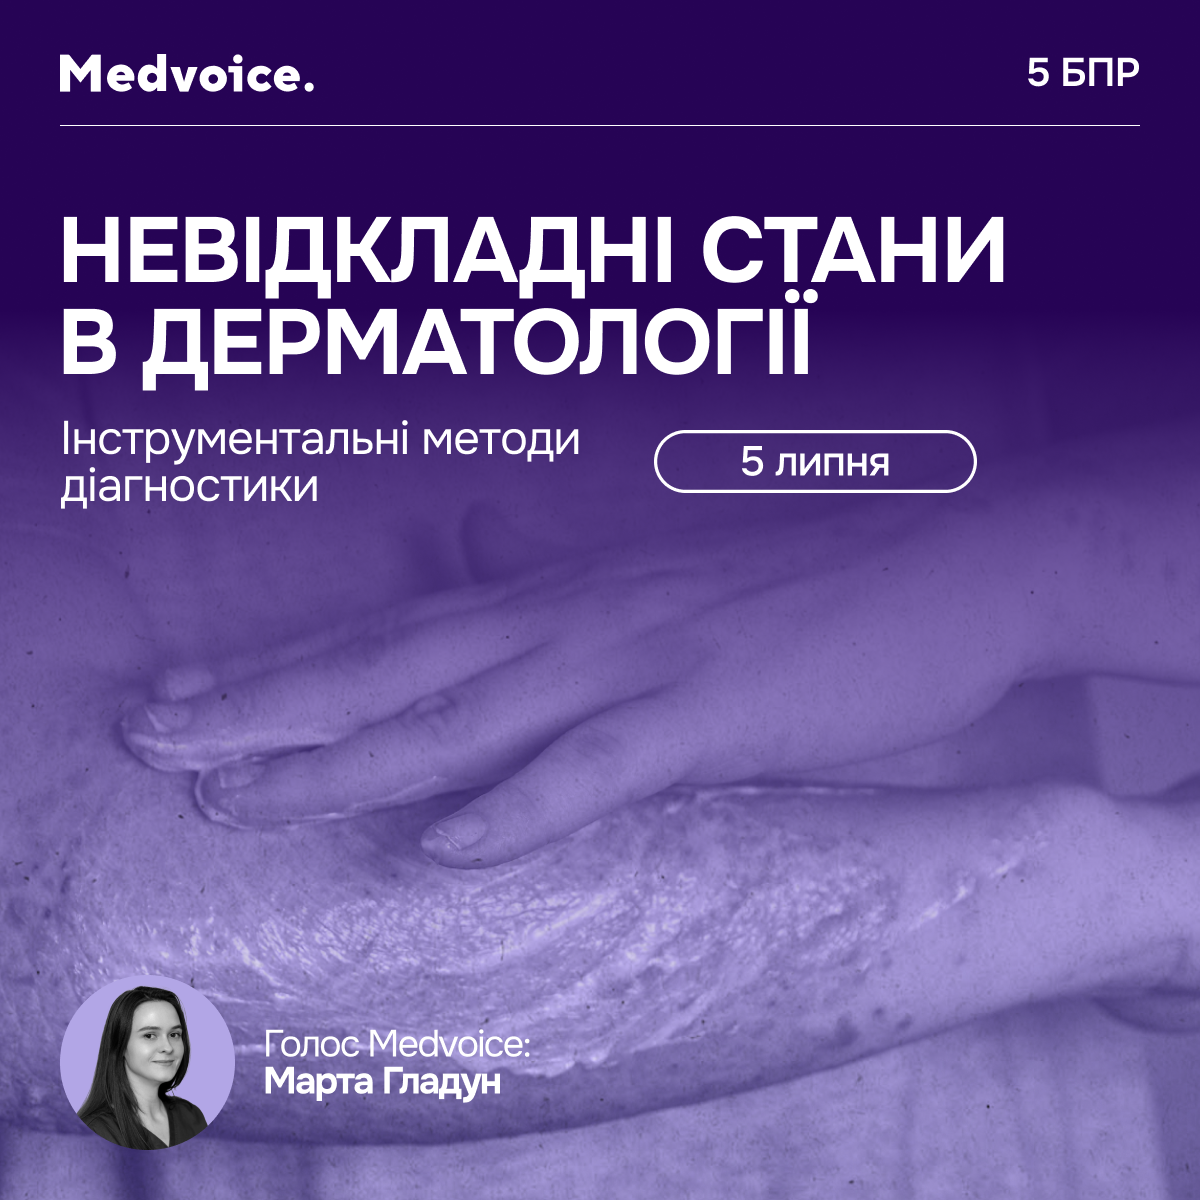 Medvoice.
5 БПР
НЕВІДКЛАДНІ СТАНИ
В ДЕРМАТОЛОГІЇ
Інструментальні методи
діагностики
5 липня
Голос Medvoice:
Марта Гладун